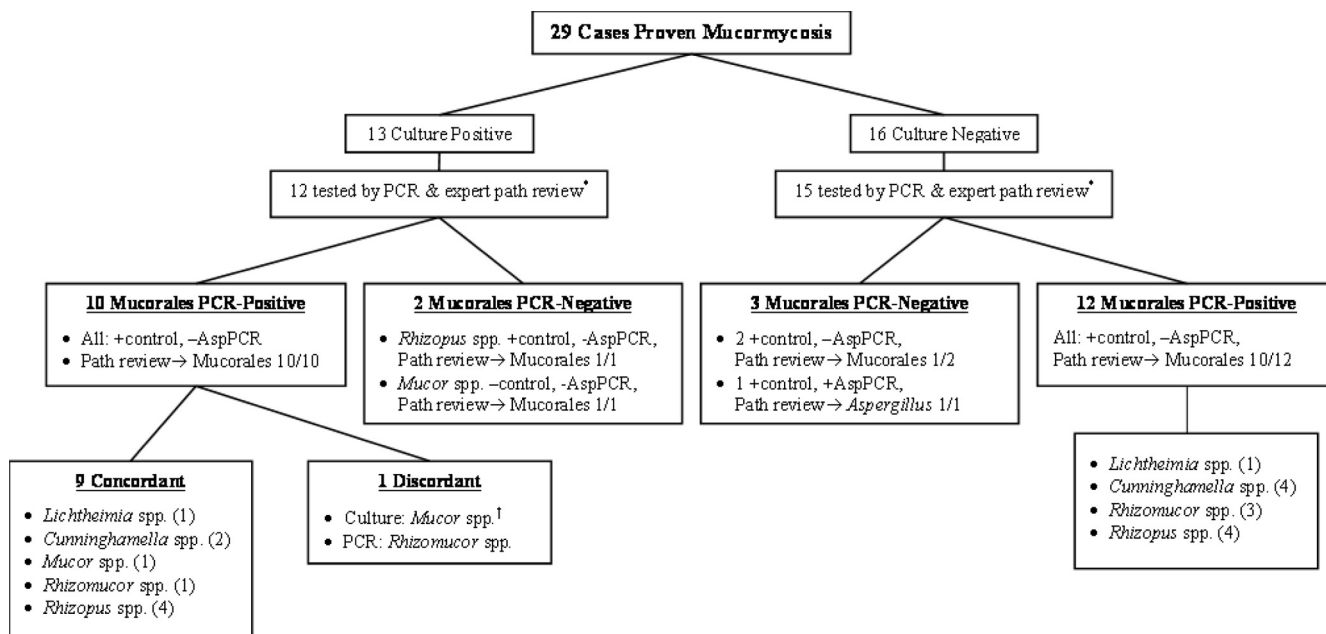 29 Cases Proven Mucormycosis
13 Culture Positive
16 Culture Negative
12 tested by PCR & expert path review*
15 tested by PCR & expert path review*
10 Mucorales PCR-Positive
• All: +control, –AspPCR
• Path review→ Mucorales 10/10
2 Mucorales PCR-Negative
• Rhizopus spp. +control, -AspPCR,
Path review→ Mucorales 1/1
• Mucor spp. –control, -AspPCR,
Path review→ Mucorales 1/1
3 Mucorales PCR-Negative
• 2 +control, –AspPCR,
Path review→ Mucorales 1/2
• 1 +control, +AspPCR,
Path review→ Aspergillus 1/1
12 Mucorales PCR-Positive
All: +control, –AspPCR,
Path review→ Mucorales 10/12
9 Concordant
• Lichtheimia spp. (1)
• Cunninghamella spp. (2)
• Mucor spp. (1)
• Rhizomucor spp. (1)
• Rhizopus spp. (4)
1 Discordant
• Culture: Mucor spp.†
• PCR: Rhizomucor spp.
• Lichtheimia spp. (1)
• Cunninghamella spp. (4)
• Rhizomucor spp. (3)
• Rhizopus spp. (4)